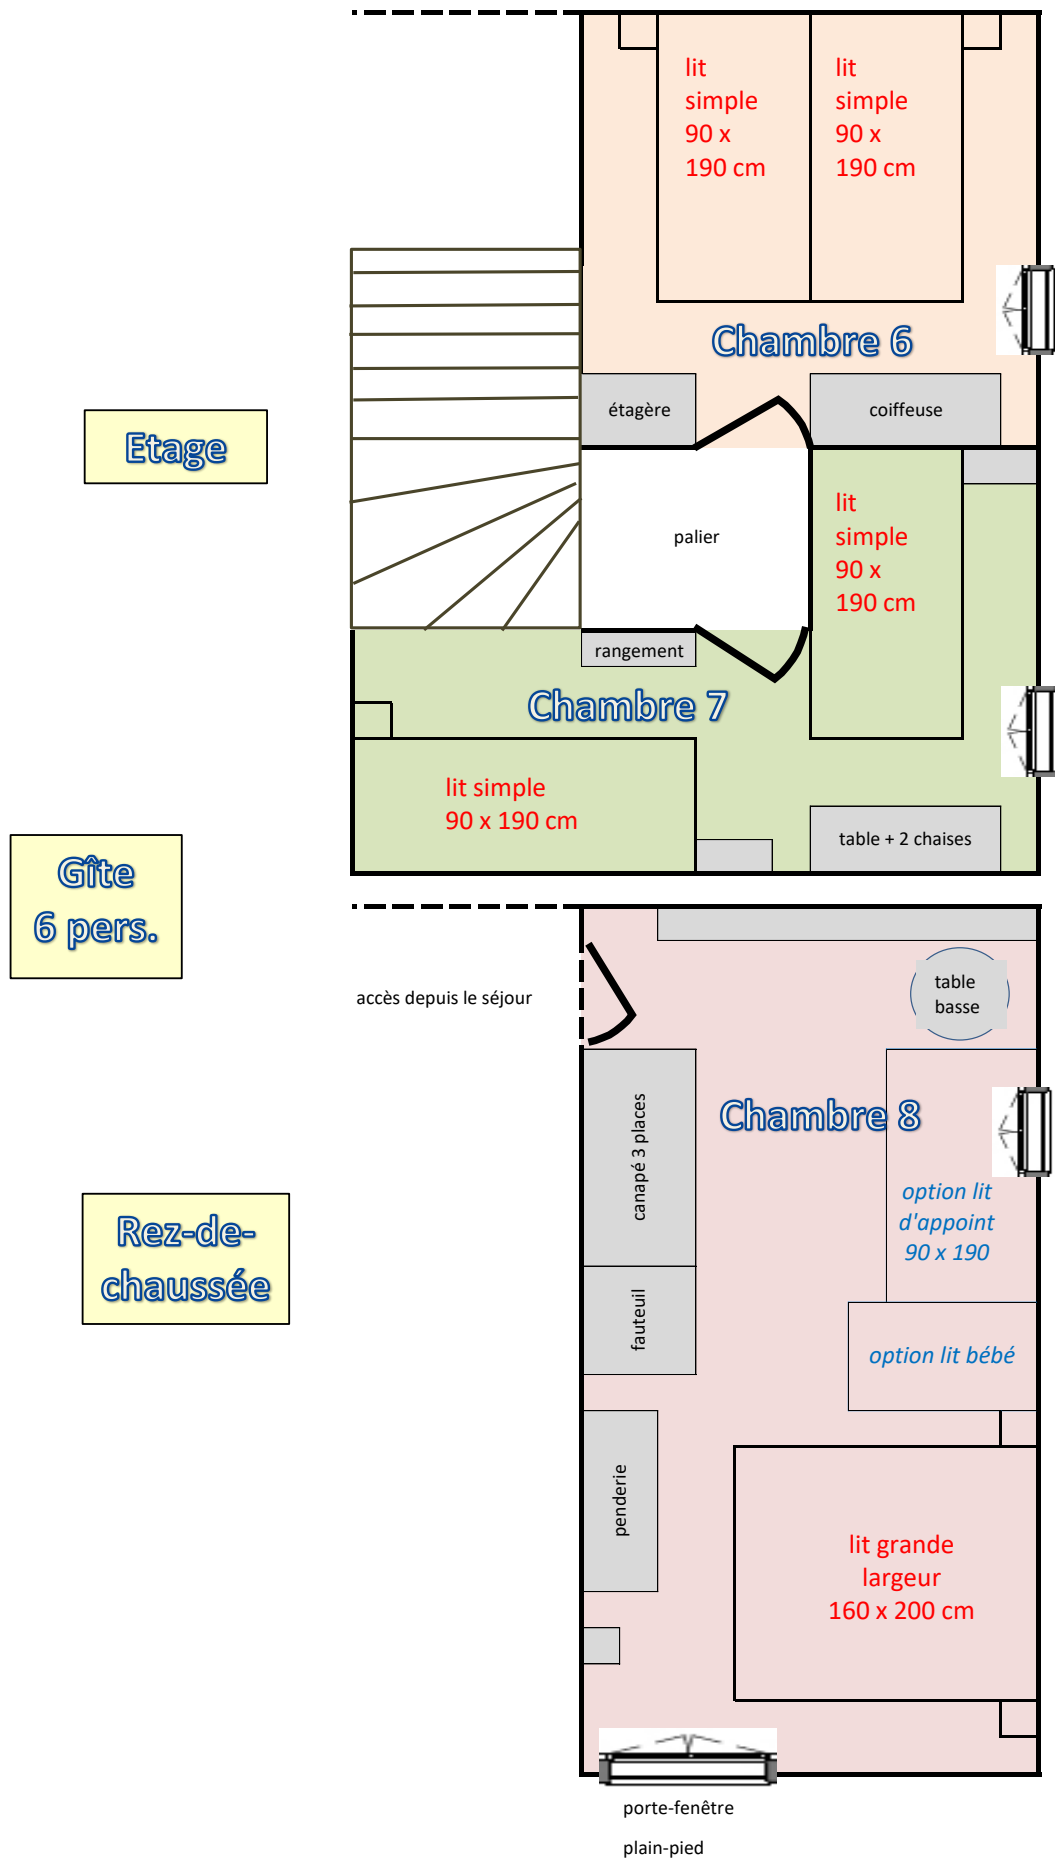 lit
simple
90 x
190 cm
lit
simple
90 x
190 cm
Chambre 6
étagère
coiffeuse
Etage
palier
lit
simple
90 x
190 cm
rangement
Chambre 7
lit simple
90 x 190 cm
table + 2 chaises
Gîte
6 pers.
accès depuis le séjour
table
basse
canapé 3 places
Chambre 8
option lit
d'appoint
90 x 190
Rez-de-
chaussée
fauteuil
option lit bébé
penderie
lit grande
largeur
160 x 200 cm
porte-fenêtre
plain-pied